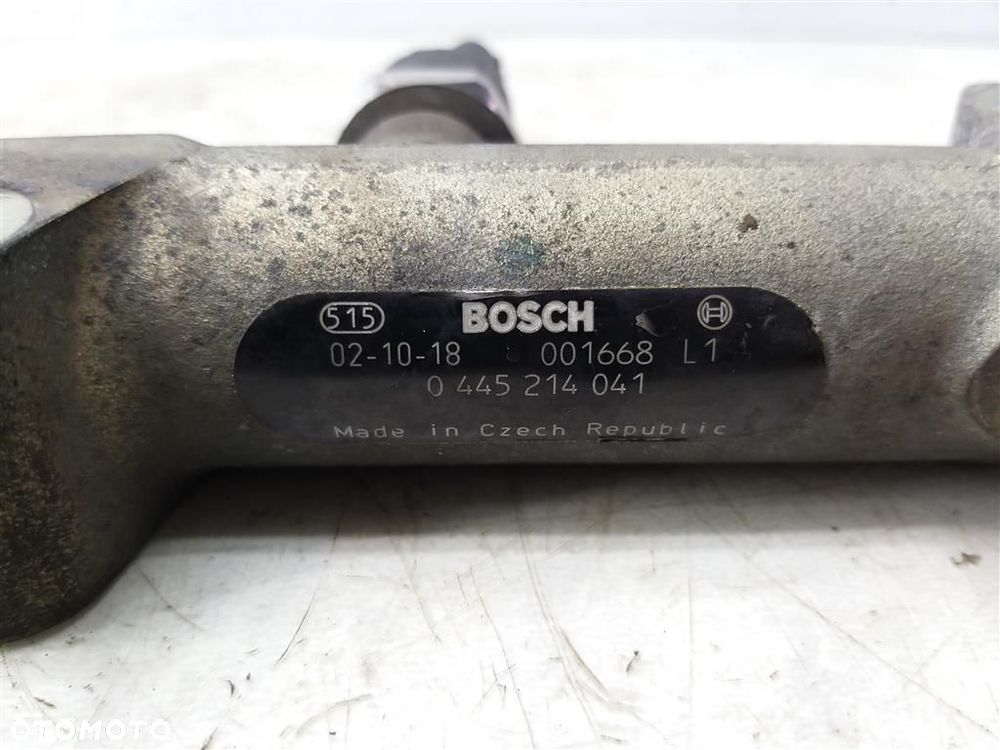 515 BOSCH
02-10-18 001668 L1
0 445 214 041
Made in Czech Republic
OTOMOTO